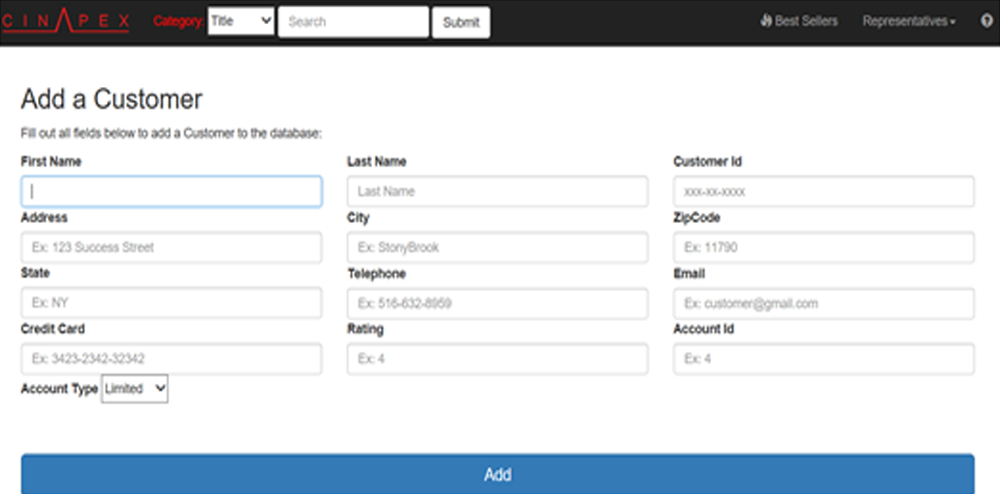 CINAPEX Category: Title Search Submit Best Sellers Representatives
Add a Customer
Fill out all fields below to add a Customer to the database:
First Name Last Name Customer Id
Last Name xxx-xx-xxxx
Address City ZipCode
Ex: 123 Success Street Ex: StonyBrook Ex: 11790
State Telephone Email
Ex: NY Ex: 516-632-8959 Ex: customer@gmail.com
Credit Card Rating Account Id
Ex: 3423-2342-32342 Ex: 4 Ex: 4
Account Type Limited
Add